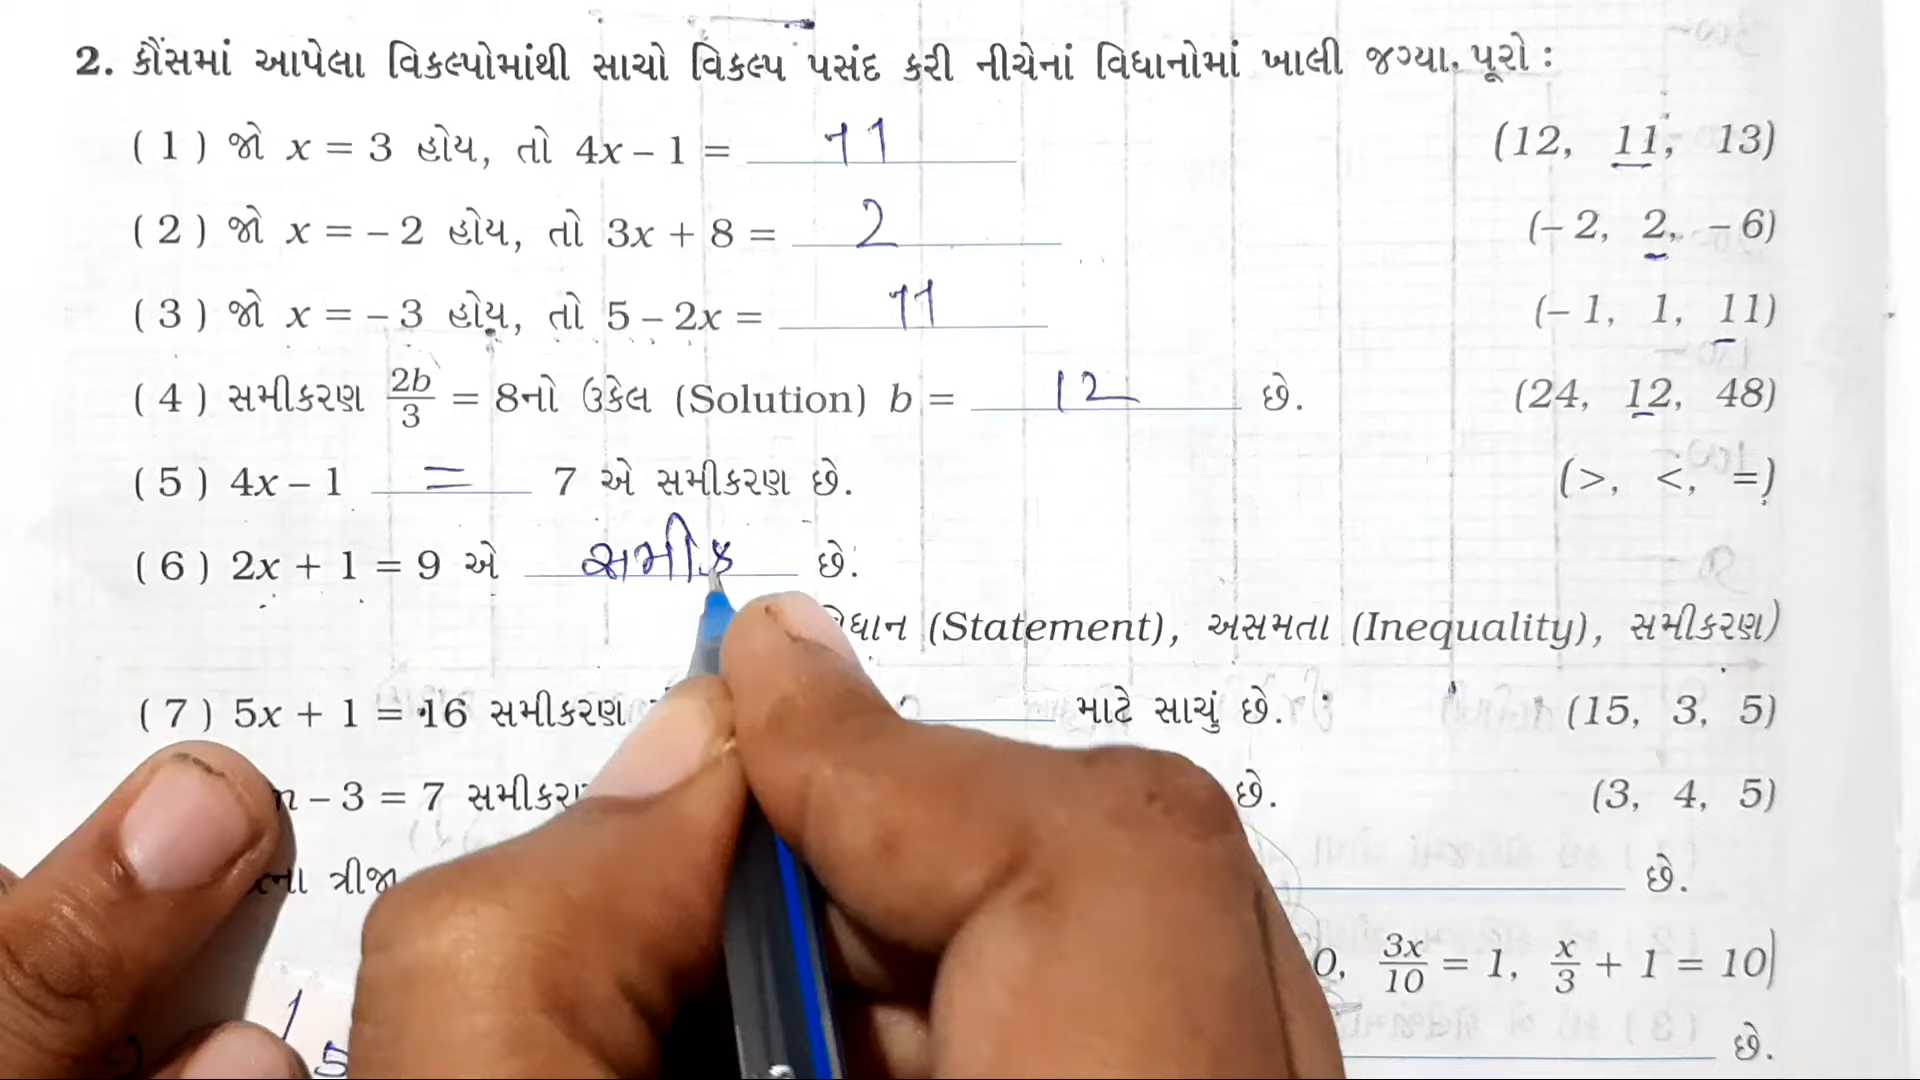 2. કૌંસમાં આપેલા વિકલ્પોમાંથી સાચો વિકલ્પ પસંદ કરી નીચેનાં વિધાનોમાં ખાલી જગ્યા પૂરો :
( 1 ) જો x = 3 હોય, તો 4x – 1 = 11 (12, 11, 13)
( 2 ) જો x = – 2 હોય, તો 3x + 8 = 2 (– 2, 2, – 6)
( 3 ) જો x = – 3 હોય, તો 5 – 2x = 11 (– 1, 1, 11)
( 4 ) સમીકરણ 2b/3 = 8નો ઉકેલ (Solution) b = 12 છે. (24, 12, 48)
( 5 ) 4x – 1 = 7 એ સમીકરણ છે. (>, <, =)
( 6 ) 2x + 1 = 9 એ સમીક છે.
(Statement), અસમતા (Inequality), સમીકરણ)
( 7 ) 5x + 1 = 16 સમીકરણ માટે સાચું છે. (15, 3, 5)
– 3 = 7 છે. (3, 4, 5)
ત્રીજા છે.
0, 3x/10 = 1, x/3 + 1 = 10)
છે.